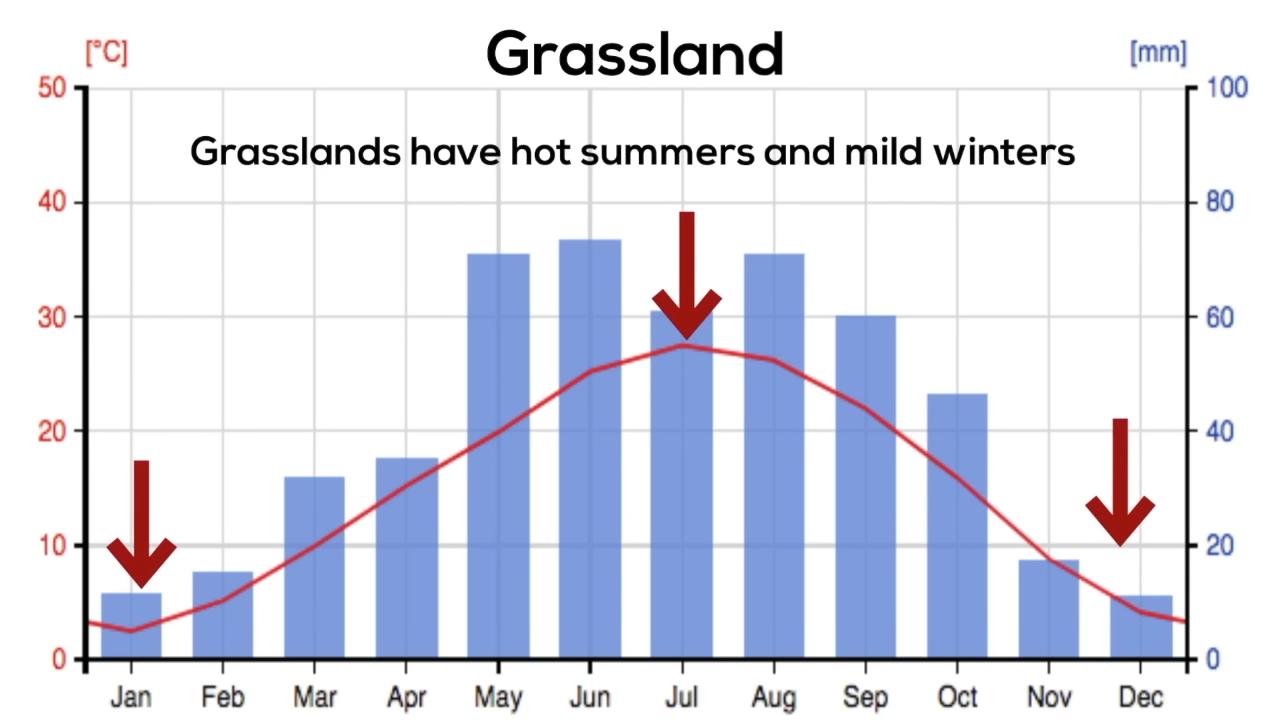 Grassland
[°C]
[mm]
Grasslands have hot summers and mild winters
50
40
30
20
10
0
100
80
60
40
20
0
Jan Feb Mar Apr May Jun Jul Aug Sep Oct Nov Dec